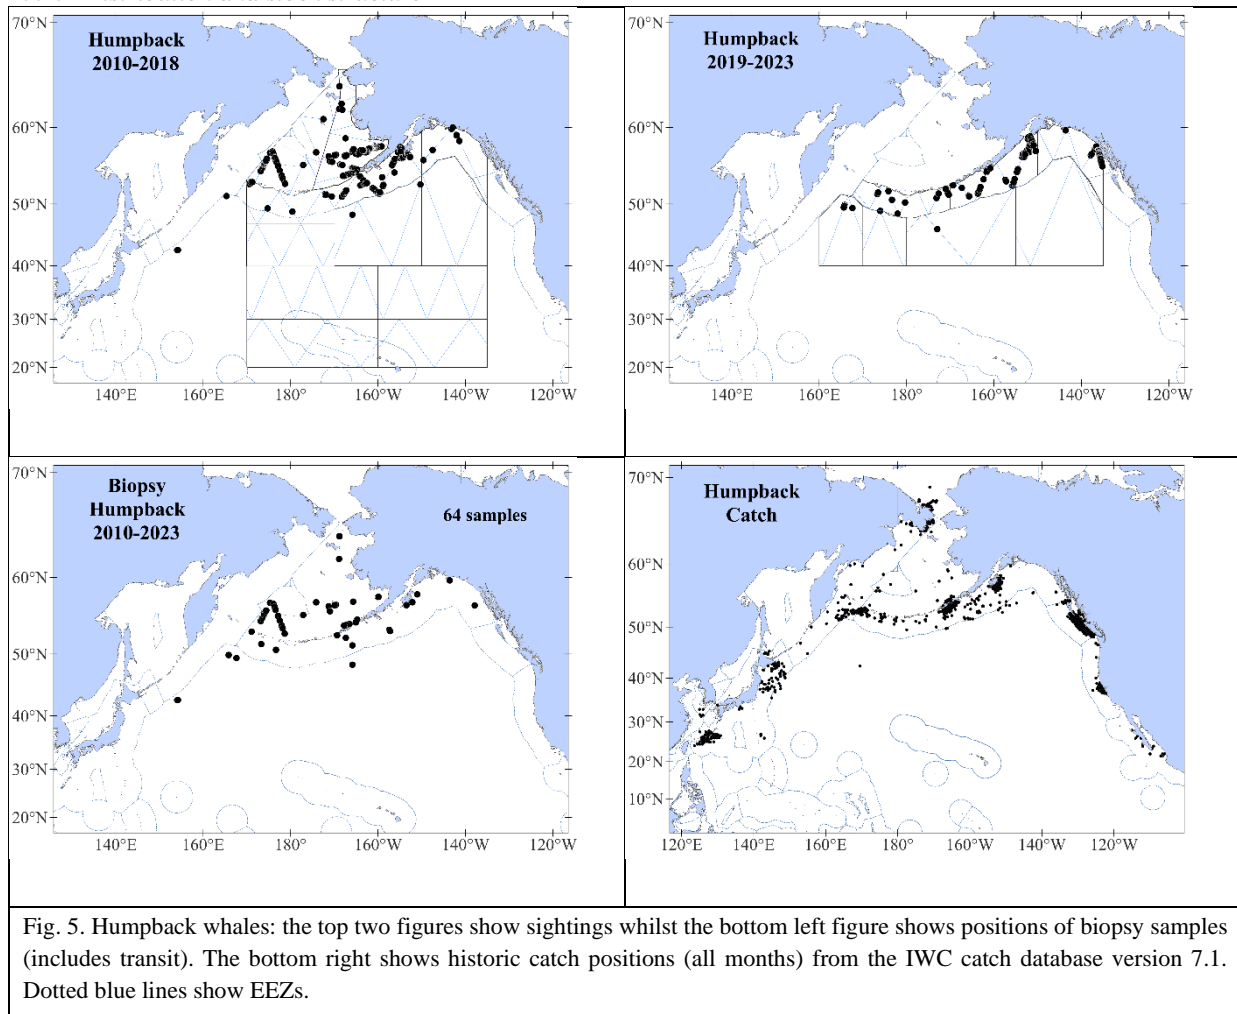 Humpback
2010-2018
70°N
60°N
50°N
40°N
30°N
20°N
140°E 160°E 180° 160°W 140°W 120°W
Humpback
2019-2023
70°N
60°N
50°N
40°N
30°N
20°N
140°E 160°E 180° 160°W 140°W 120°W
Biopsy
Humpback
2010-2023
64 samples
70°N
60°N
50°N
40°N
30°N
20°N
140°E 160°E 180° 160°W 140°W 120°W
Humpback
Catch
70°N
60°N
50°N
40°N
30°N
20°N
10°N
120°E 140°E 160°E 180° 160°W 140°W 120°W
Fig. 5. Humpback whales: the top two figures show sightings whilst the bottom left figure shows positions of biopsy samples
(includes transit). The bottom right shows historic catch positions (all months) from the IWC catch database version 7.1.
Dotted blue lines show EEZs.